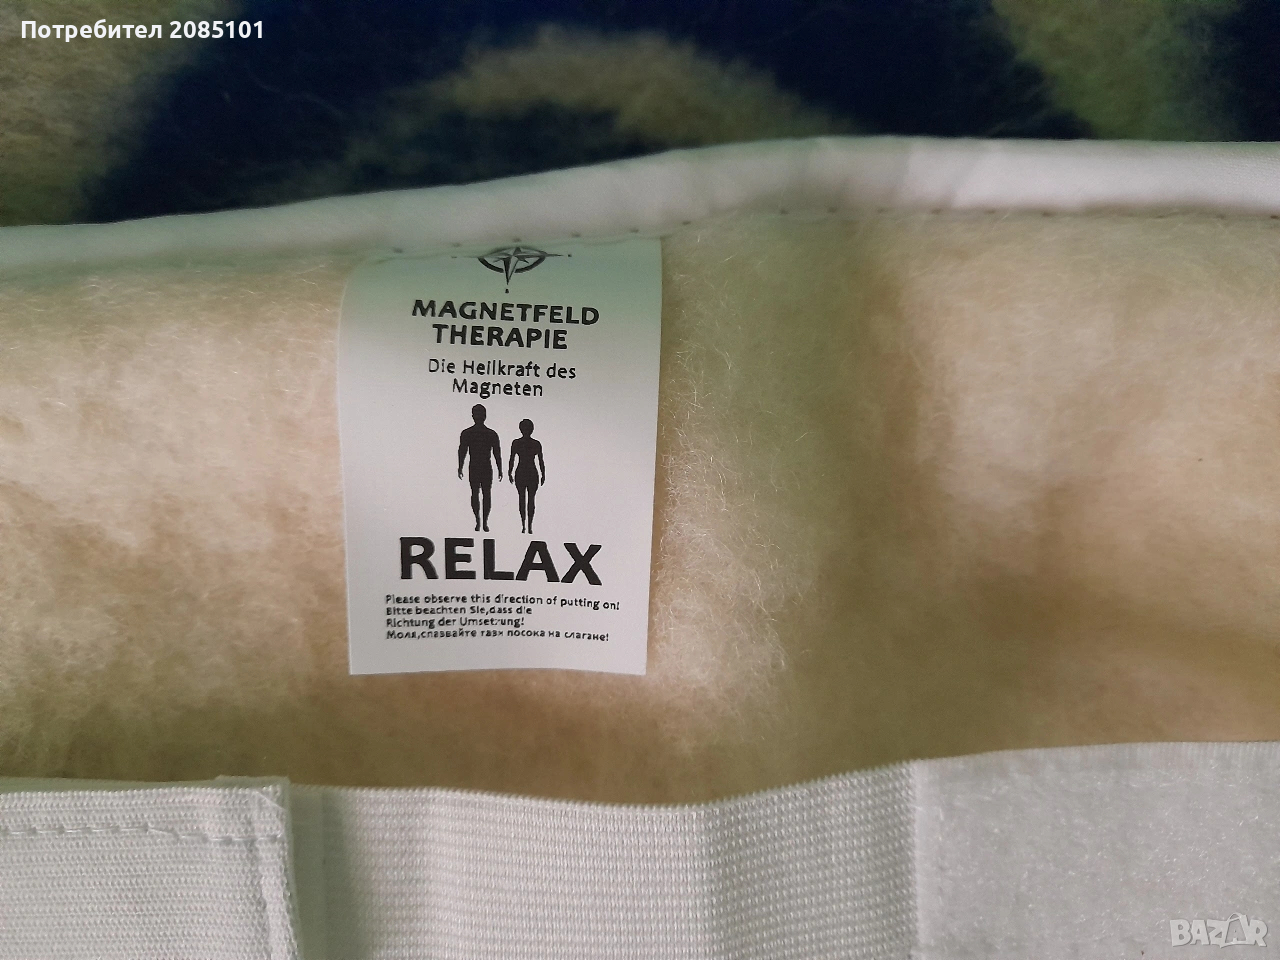 Потребител 2085101
MAGNETFELD
THERAPIE
Die Heilkraft des
Magneten
RELAX
Please observe this direction of putting on!
Bitte beachten Sie,dass die
Richtung der Umsetzung!
Моля,спазвайте тази посока на слагане!
BAZAR